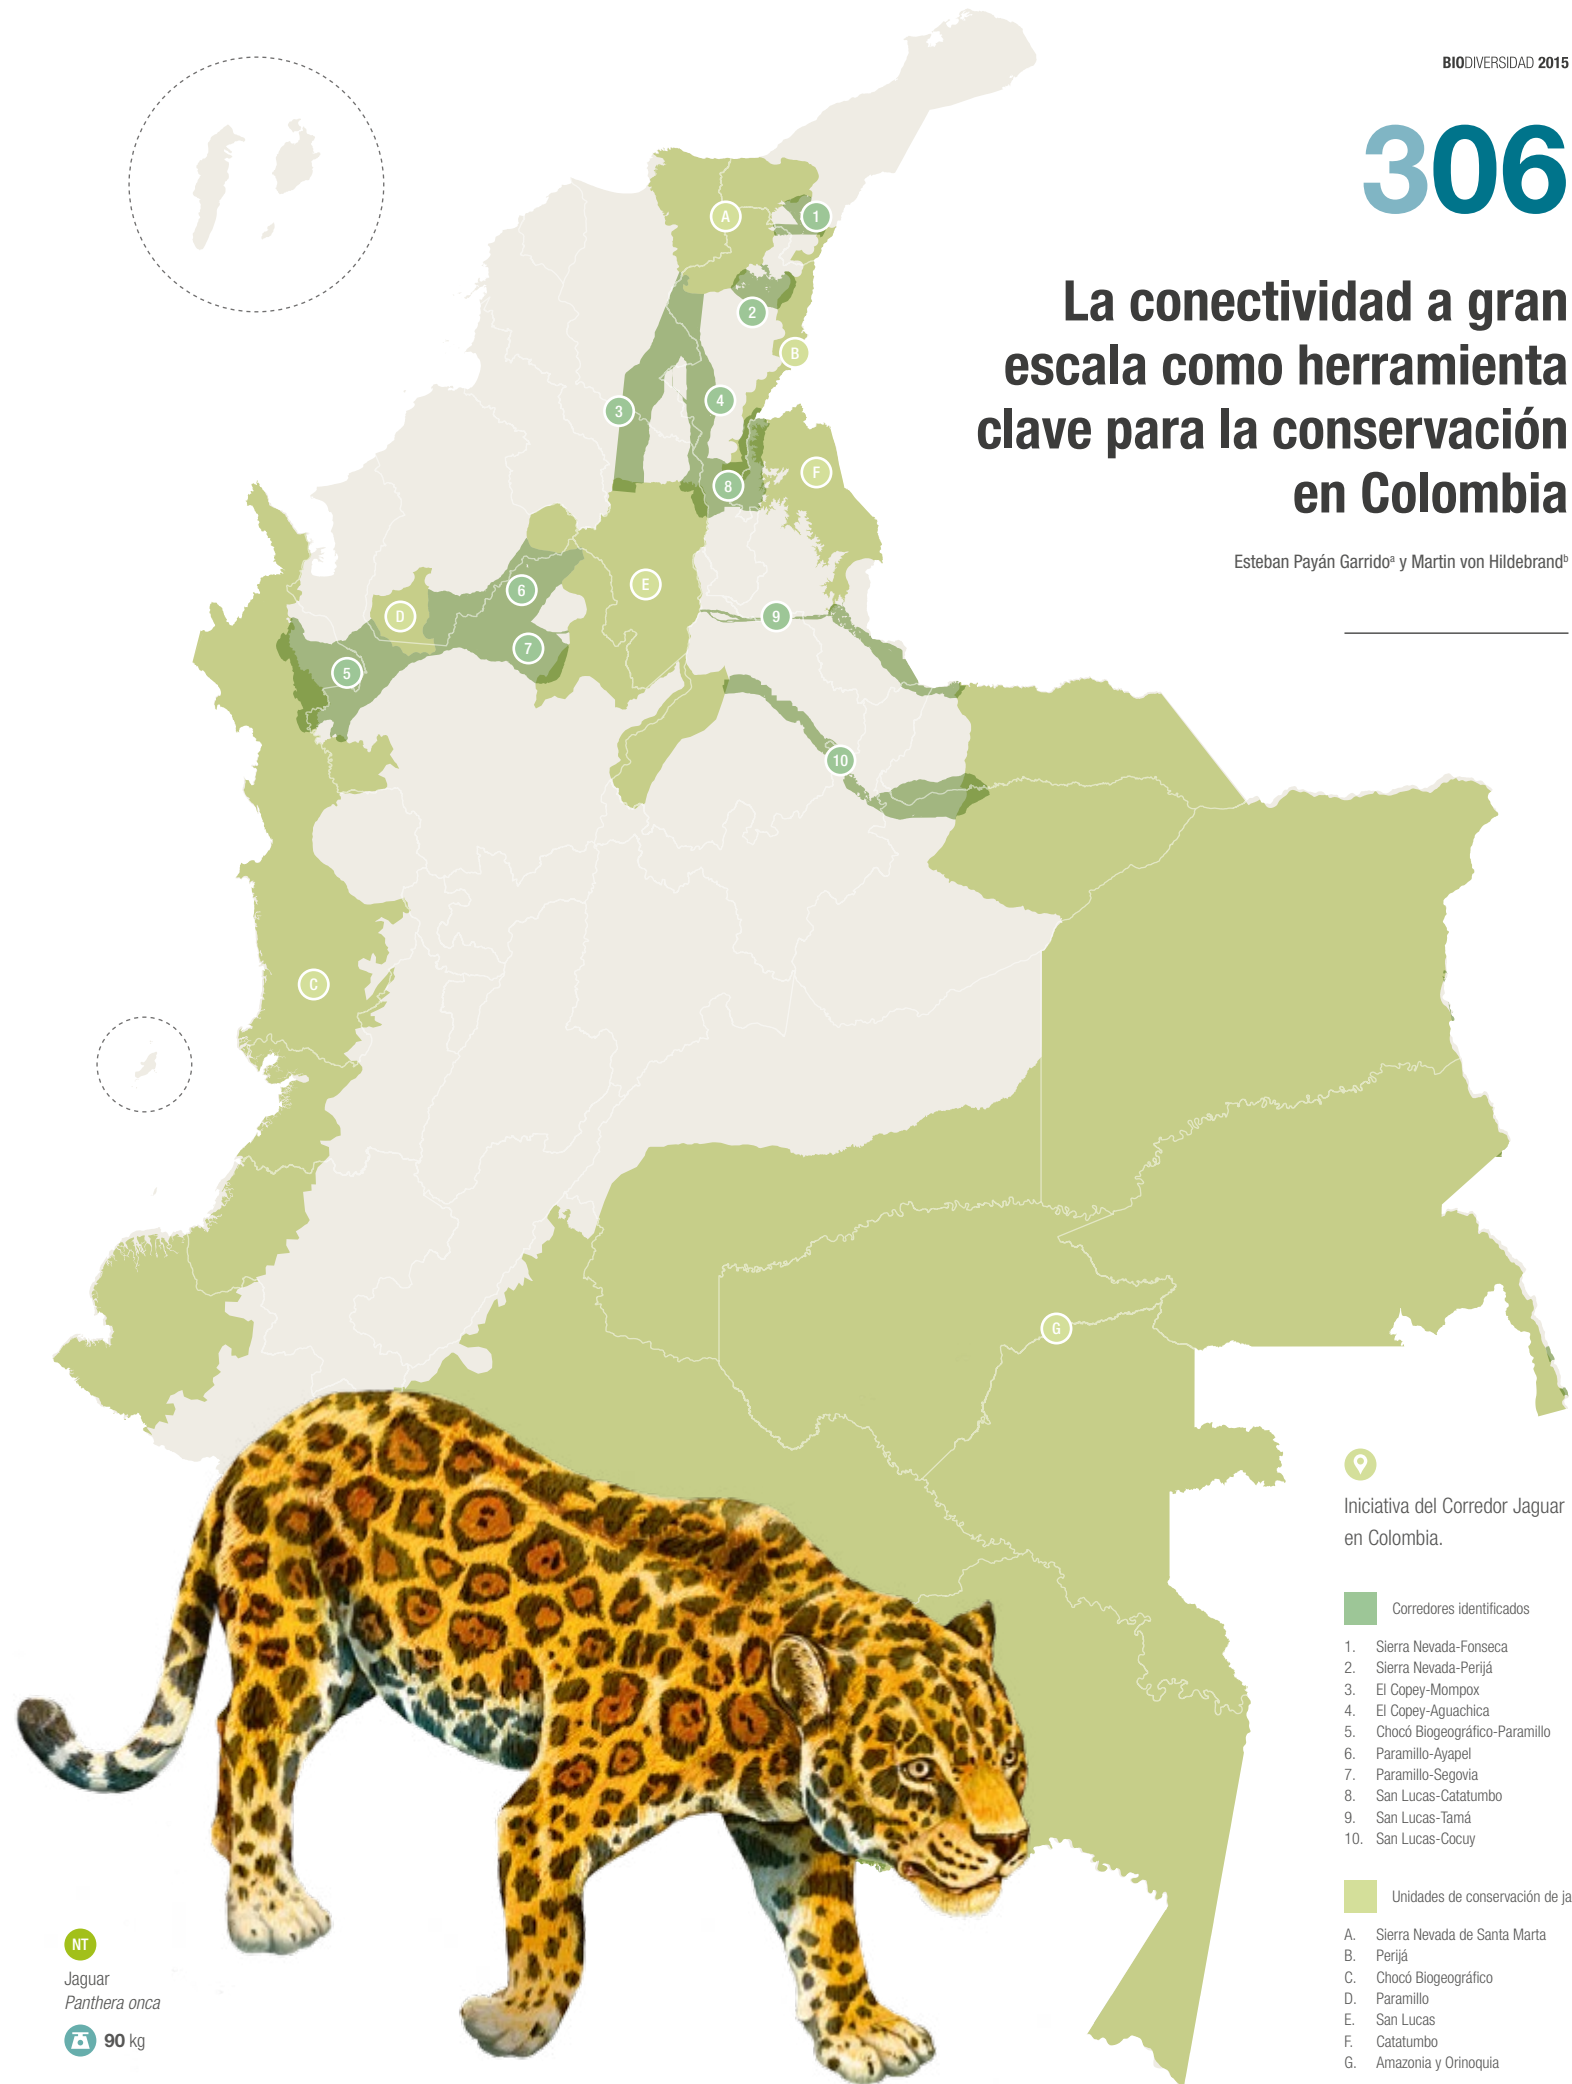 BIODIVERSIDAD 2015
306
La conectividad a gran
escala como herramienta
clave para la conservación
en Colombia
Esteban Payán Garridoᵃ y Martin von Hildebrandᵇ
A
1
2
B
3
4
F
8
E
6
D
9
7
5
10
C
G
Iniciativa del Corredor Jaguar
en Colombia.
Corredores identificados
1. Sierra Nevada-Fonseca
2. Sierra Nevada-Perijá
3. El Copey-Mompox
4. El Copey-Aguachica
5. Chocó Biogeográfico-Paramillo
6. Paramillo-Ayapel
7. Paramillo-Segovia
8. San Lucas-Catatumbo
9. San Lucas-Tamá
10. San Lucas-Cocuy
Unidades de conservación de ja
A. Sierra Nevada de Santa Marta
B. Perijá
C. Chocó Biogeográfico
D. Paramillo
E. San Lucas
F. Catatumbo
G. Amazonia y Orinoquia
NT
Jaguar
Panthera onca
90 kg